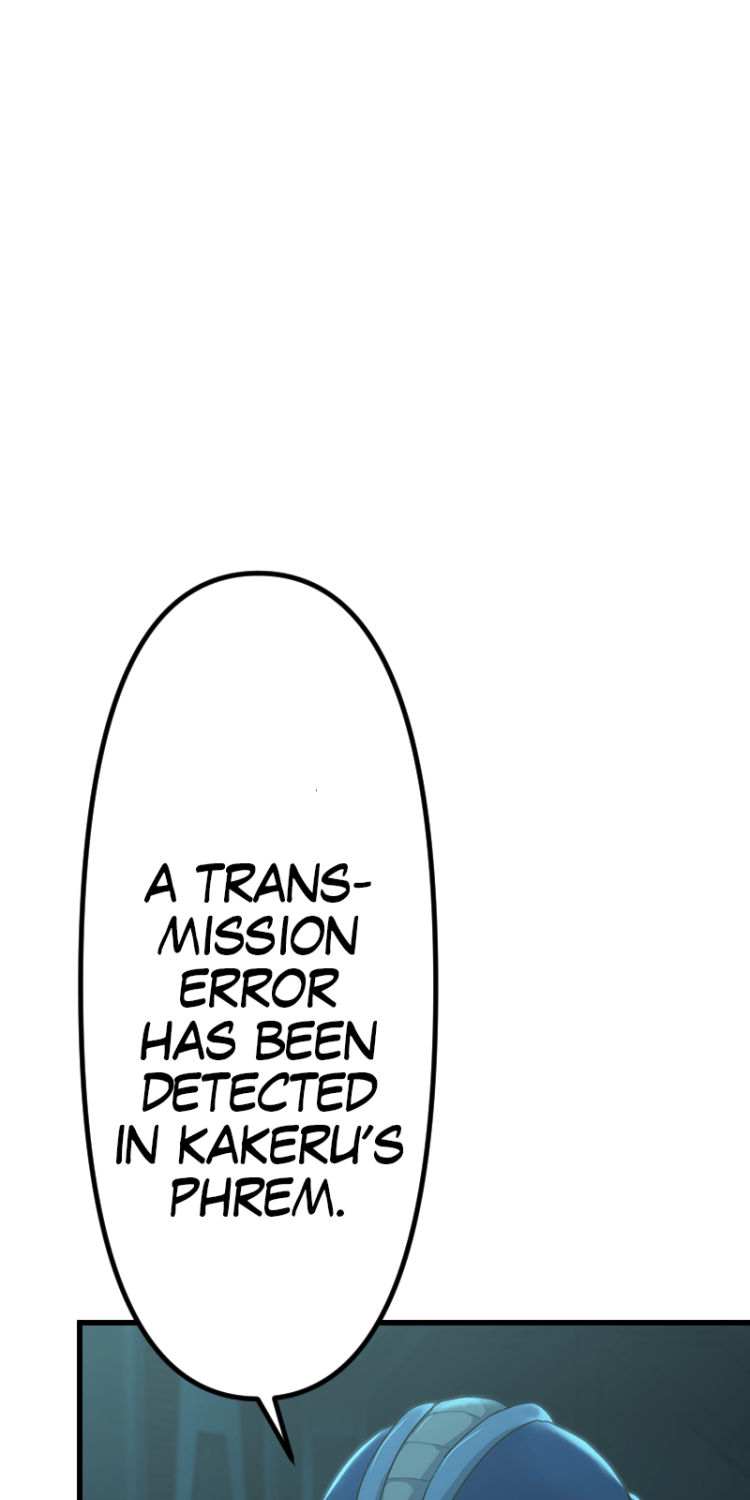 A TRANS-
MISSION
ERROR
HAS BEEN
DETECTED
IN KAKERU'S
PHREM.